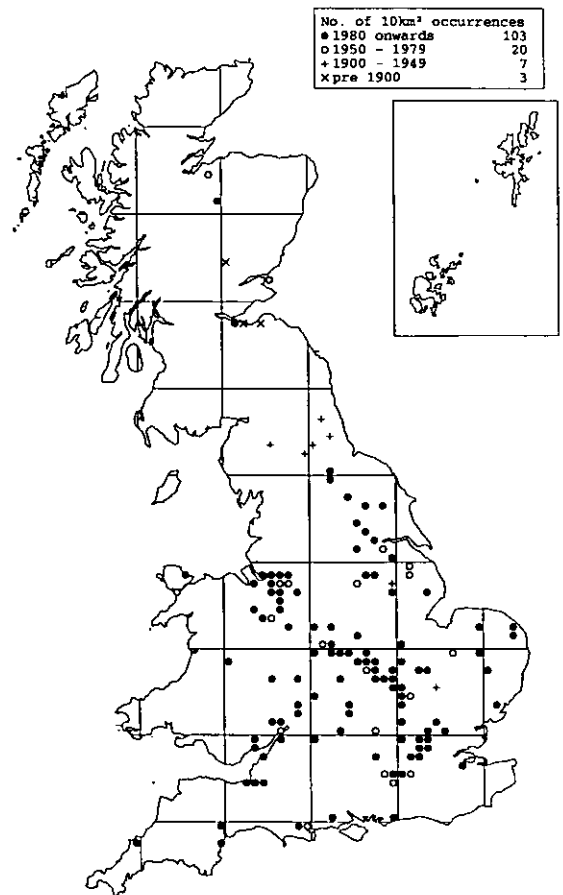 No. of 10km² occurrences
● 1980 onwards 103
○ 1950 - 1979 20
+ 1900 - 1949 7
× pre 1900 3